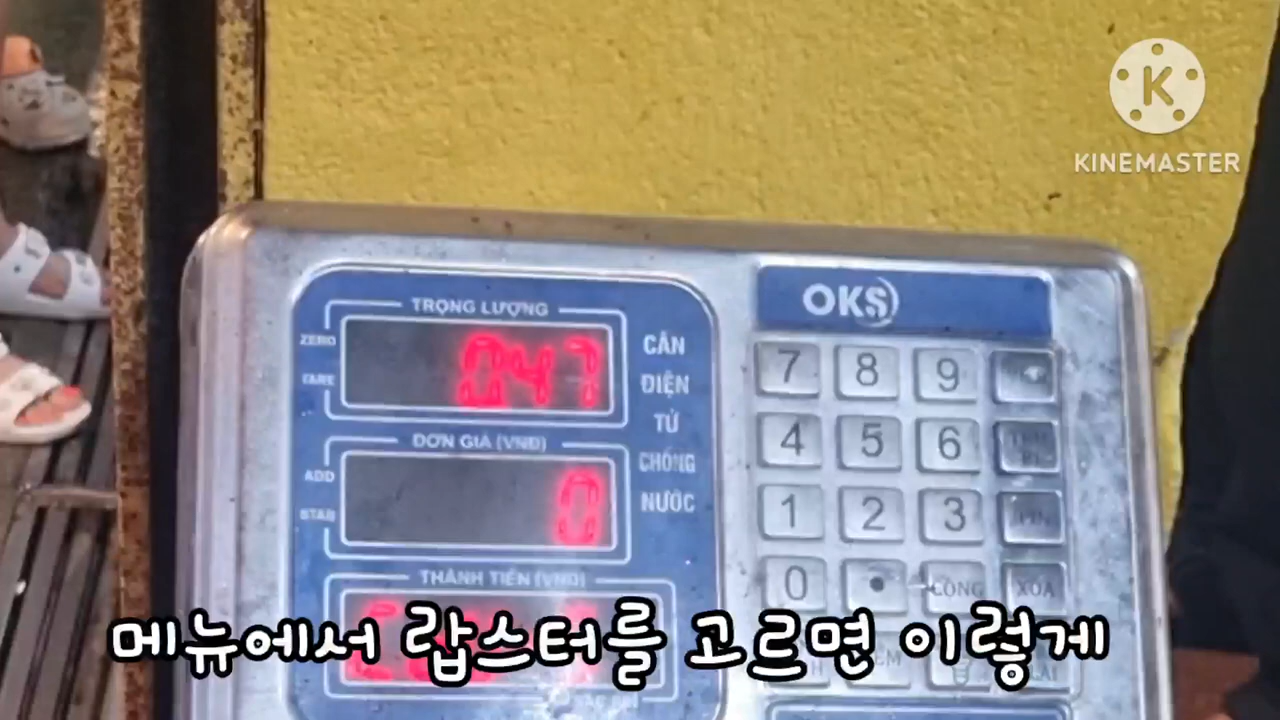 K
KINEMASTER
OKS
TRỌNG LƯỢNG
ZERO
TARE
047
CÂN
ĐIỆN
TỬ
CHỐNG
NƯỚC
ĐƠN GIÁ (VNĐ)
ADD
STAB
0
THÀNH TIỀN (VNĐ)
7 8 9
4 5 6
1 2 3
0 • CỘNG XÓA
메뉴에서 랍스터를 고르면 이렇게